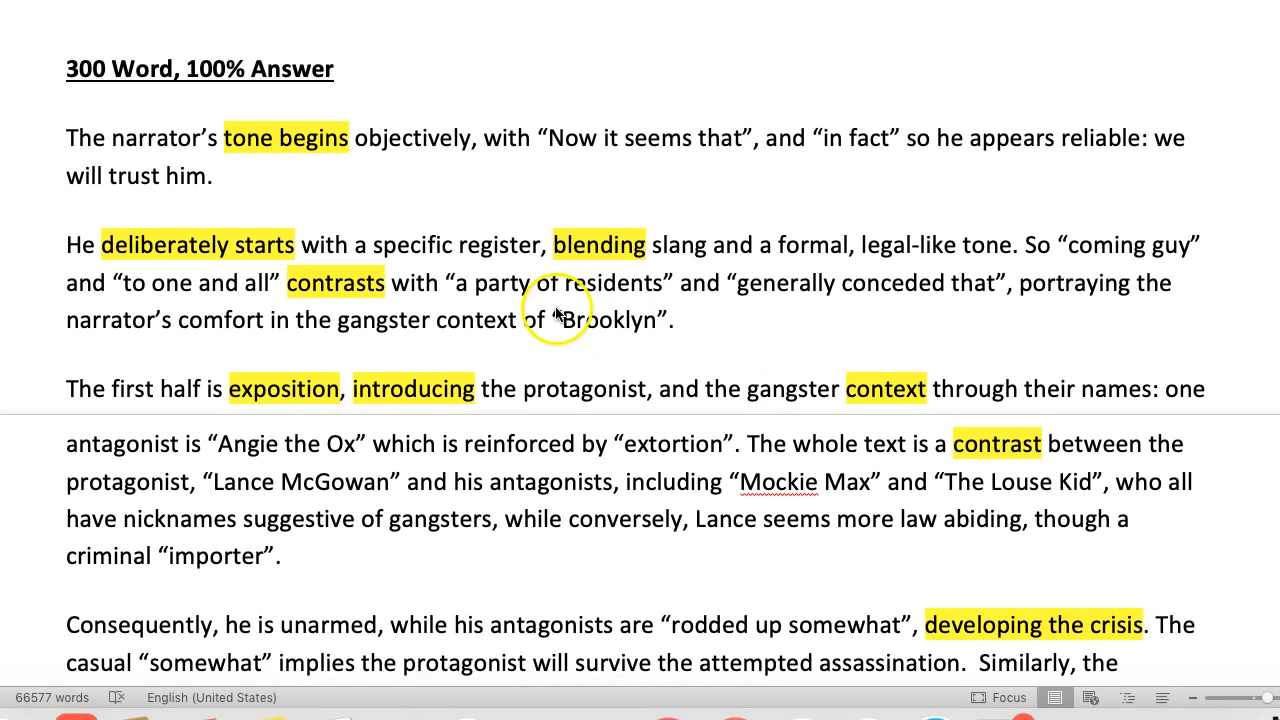 300 Word, 100% Answer
The narrator’s tone begins objectively, with “Now it seems that”, and “in fact” so he appears reliable: we
will trust him.
He deliberately starts with a specific register, blending slang and a formal, legal-like tone. So “coming guy”
and “to one and all” contrasts with “a party of residents” and “generally conceded that”, portraying the
narrator’s comfort in the gangster context of “Brooklyn”.
The first half is exposition, introducing the protagonist, and the gangster context through their names: one
antagonist is “Angie the Ox” which is reinforced by “extortion”. The whole text is a contrast between the
protagonist, “Lance McGowan” and his antagonists, including “Mockie Max” and “The Louse Kid”, who all
have nicknames suggestive of gangsters, while conversely, Lance seems more law abiding, though a
criminal “importer”.
Consequently, he is unarmed, while his antagonists are “rodded up somewhat”, developing the crisis. The
casual “somewhat” implies the protagonist will survive the attempted assassination. Similarly, the
66577 words English (United States) Focus